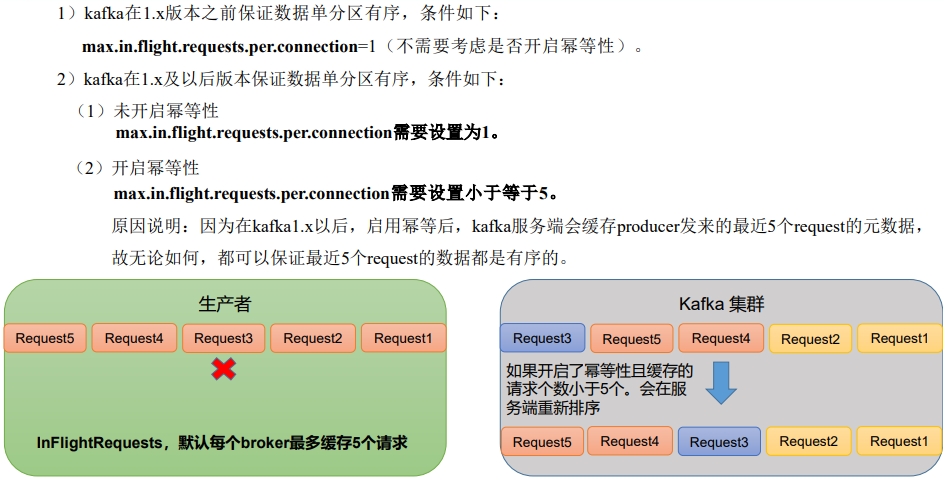 1）kafka在1.x版本之前保证数据单分区有序，条件如下：
max.in.flight.requests.per.connection=1（不需要考虑是否开启幂等性）。
2）kafka在1.x及以后版本保证数据单分区有序，条件如下：
（1）未开启幂等性
max.in.flight.requests.per.connection需要设置为1。
（2）开启幂等性
max.in.flight.requests.per.connection需要设置小于等于5。
原因说明：因为在kafka1.x以后，启用幂等后，kafka服务端会缓存producer发来的最近5个request的元数据，
故无论如何，都可以保证最近5个request的数据都是有序的。
生产者
Request5 Request4 Request3 Request2 Request1
InFlightRequests，默认每个broker最多缓存5个请求
Kafka 集群
Request3 Request5 Request4 Request2 Request1
如果开启了幂等性且缓存的
请求个数小于5个。会在服
务端重新排序
Request5 Request4 Request3 Request2 Request1